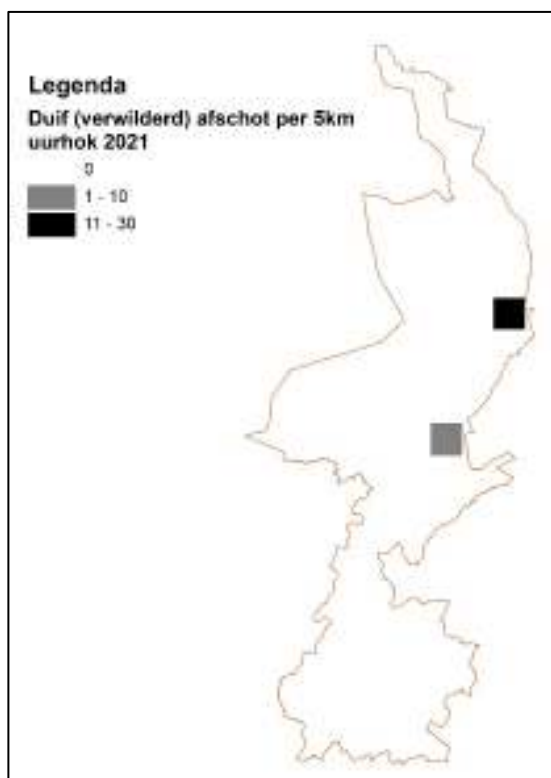 Legenda
Duif (verwilderd) afschot per 5km
uurhok 2021
0
1 - 10
11 - 30